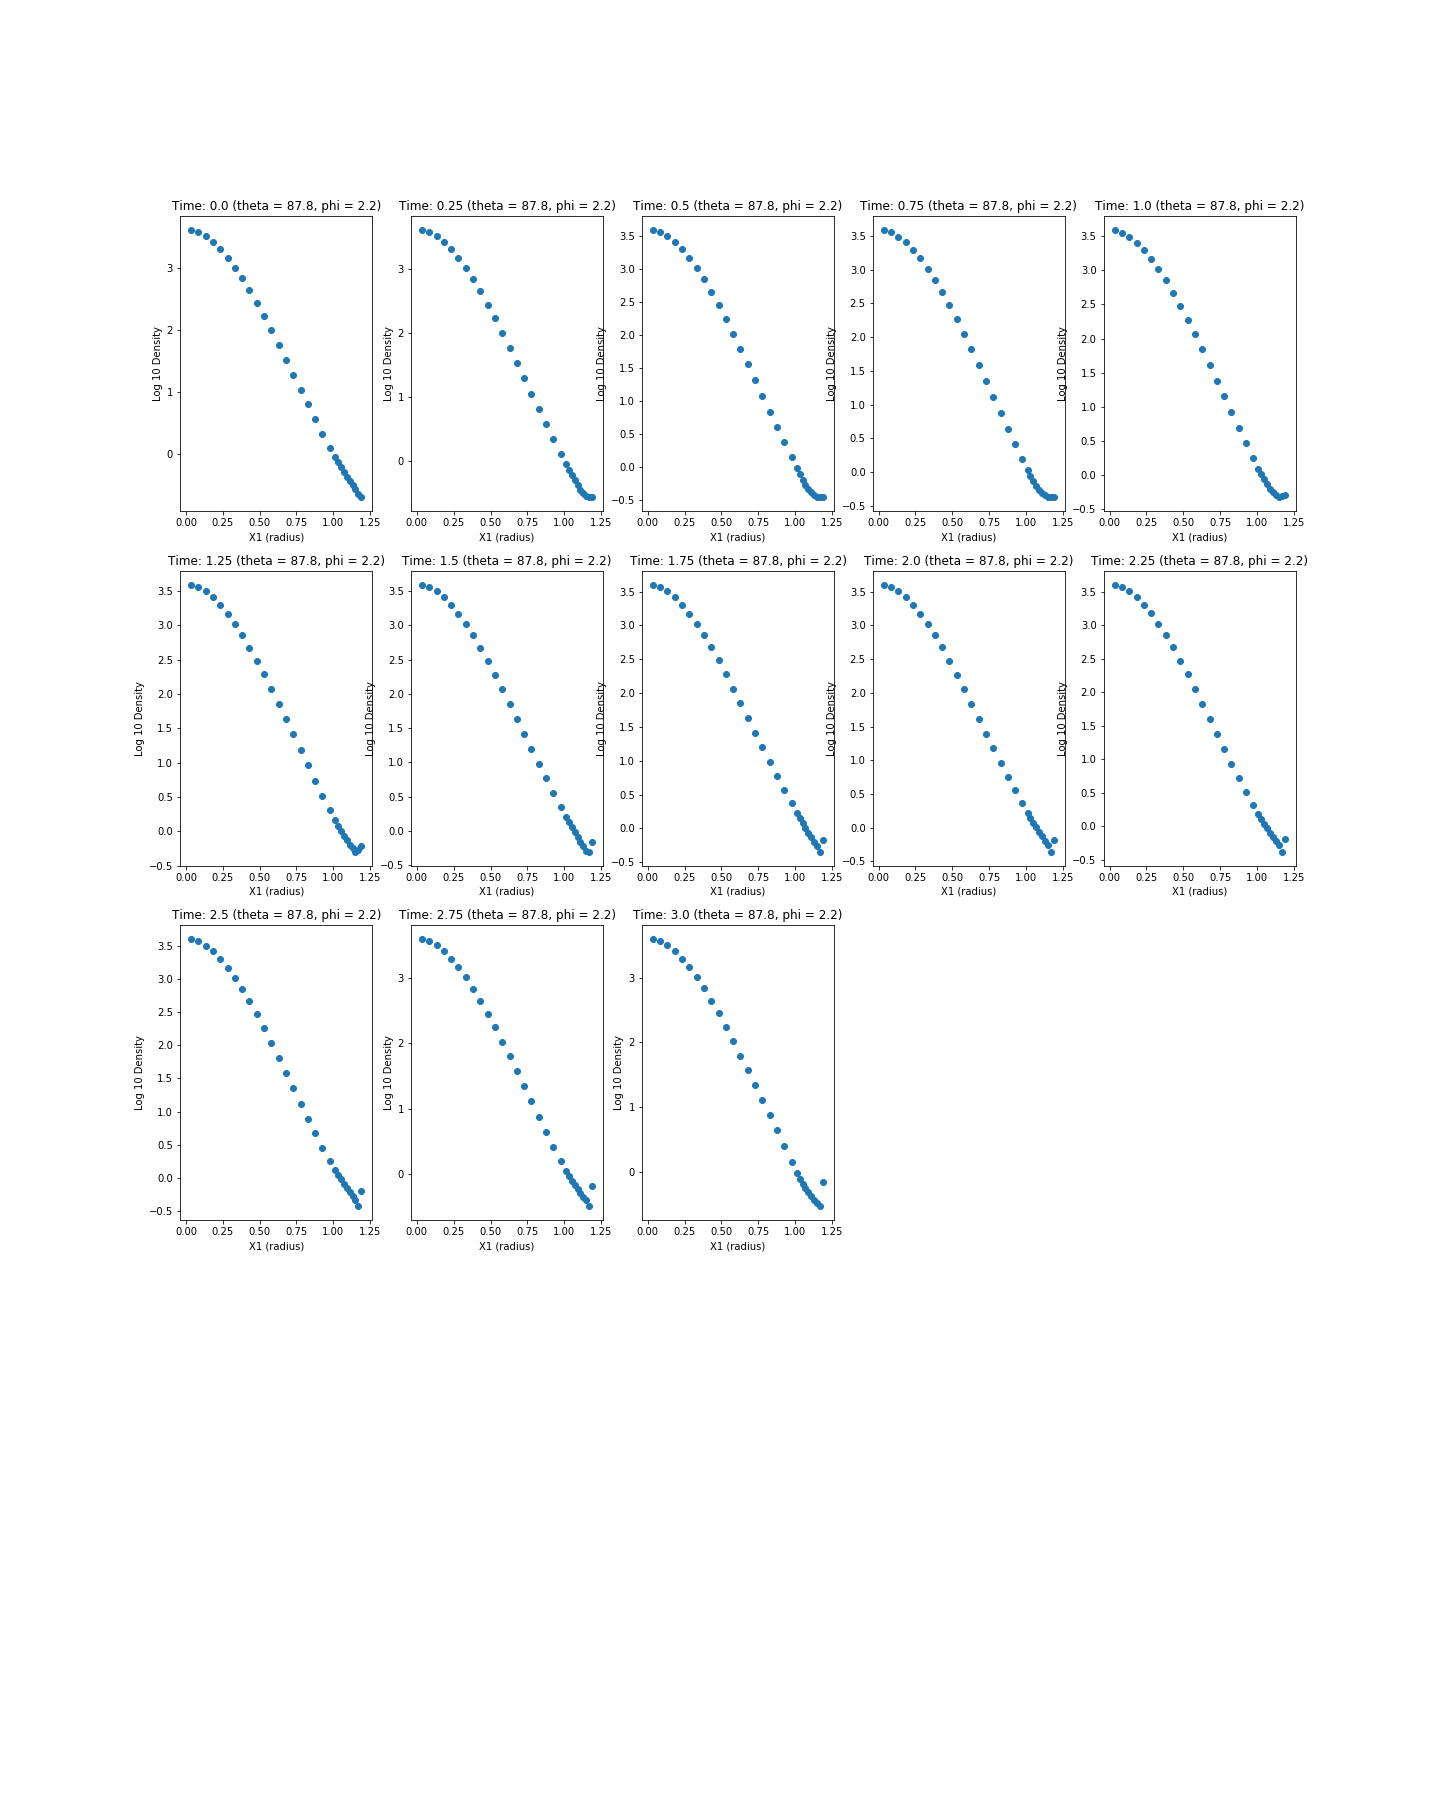 Time: 0.0 (theta = 87.8, phi = 2.2)
Log 10 Density
3
2
1
0
0.00 0.25 0.50 0.75 1.00 1.25
X1 (radius)
Time: 0.25 (theta = 87.8, phi = 2.2)
Log 10 Density
3
2
1
0
0.00 0.25 0.50 0.75 1.00 1.25
X1 (radius)
Time: 0.5 (theta = 87.8, phi = 2.2)
Log 10 Density
3.5
3.0
2.5
2.0
1.5
1.0
0.5
0.0
−0.5
0.00 0.25 0.50 0.75 1.00 1.25
X1 (radius)
Time: 0.75 (theta = 87.8, phi = 2.2)
Log 10 Density
3.5
3.0
2.5
2.0
1.5
1.0
0.5
0.0
−0.5
0.00 0.25 0.50 0.75 1.00 1.25
X1 (radius)
Time: 1.0 (theta = 87.8, phi = 2.2)
Log 10 Density
3.5
3.0
2.5
2.0
1.5
1.0
0.5
0.0
−0.5
0.00 0.25 0.50 0.75 1.00 1.25
X1 (radius)
Time: 1.25 (theta = 87.8, phi = 2.2)
Log 10 Density
3.5
3.0
2.5
2.0
1.5
1.0
0.5
0.0
−0.5
0.00 0.25 0.50 0.75 1.00 1.25
X1 (radius)
Time: 1.5 (theta = 87.8, phi = 2.2)
Log 10 Density
3.5
3.0
2.5
2.0
1.5
1.0
0.5
0.0
−0.5
0.00 0.25 0.50 0.75 1.00 1.25
X1 (radius)
Time: 1.75 (theta = 87.8, phi = 2.2)
Log 10 Density
3.5
3.0
2.5
2.0
1.5
1.0
0.5
0.0
−0.5
0.00 0.25 0.50 0.75 1.00 1.25
X1 (radius)
Time: 2.0 (theta = 87.8, phi = 2.2)
Log 10 Density
3.5
3.0
2.5
2.0
1.5
1.0
0.5
0.0
−0.5
0.00 0.25 0.50 0.75 1.00 1.25
X1 (radius)
Time: 2.25 (theta = 87.8, phi = 2.2)
Log 10 Density
3.5
3.0
2.5
2.0
1.5
1.0
0.5
0.0
−0.5
0.00 0.25 0.50 0.75 1.00 1.25
X1 (radius)
Time: 2.5 (theta = 87.8, phi = 2.2)
Log 10 Density
3.5
3.0
2.5
2.0
1.5
1.0
0.5
0.0
−0.5
0.00 0.25 0.50 0.75 1.00 1.25
X1 (radius)
Time: 2.75 (theta = 87.8, phi = 2.2)
Log 10 Density
3
2
1
0
0.00 0.25 0.50 0.75 1.00 1.25
X1 (radius)
Time: 3.0 (theta = 87.8, phi = 2.2)
Log 10 Density
3
2
1
0
0.00 0.25 0.50 0.75 1.00 1.25
X1 (radius)